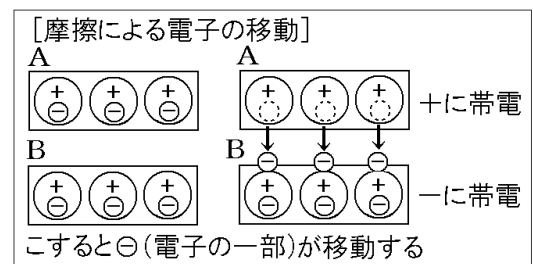 ［摩擦による電子の移動］
A A
＋ ＋ ＋ ＋ ＋ ＋ ＋に帯電
－ － －
B B － － －
＋ ＋ ＋ ＋ ＋ ＋ －に帯電
－ － － － － －
こすると⊖(電子の一部)が移動する